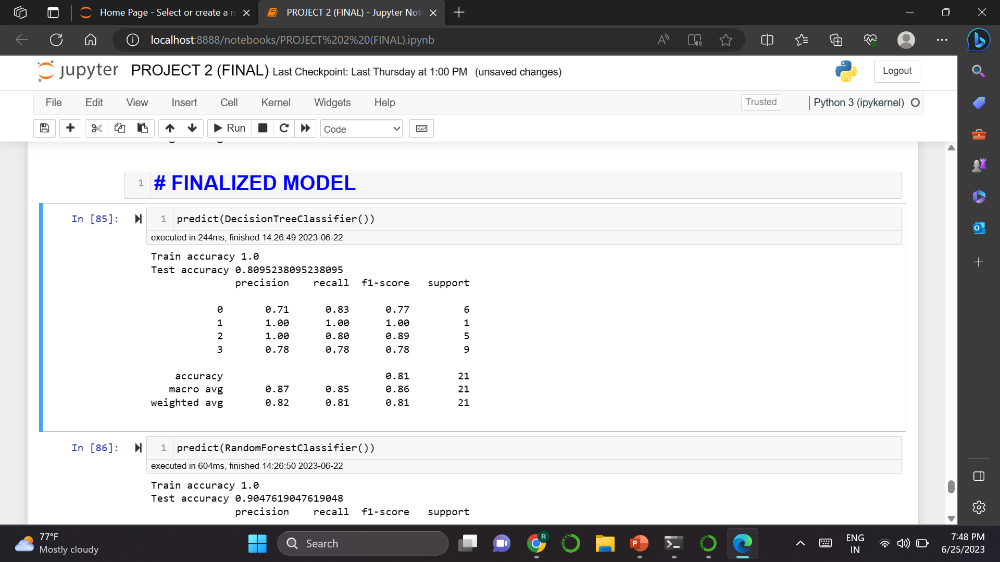 Home Page - Select or create a n
PROJECT 2 (FINAL) - Jupyter Not
localhost:8888/notebooks/PROJECT%202%20(FINAL).ipynb
jupyter PROJECT 2 (FINAL) Last Checkpoint: Last Thursday at 1:00 PM (unsaved changes)
Logout
File Edit View Insert Cell Kernel Widgets Help
Trusted
Python 3 (ipykernel)
Run
Code
1 # FINALIZED MODEL
In [85]:
1 predict(DecisionTreeClassifier())
executed in 244ms, finished 14:26:49 2023-06-22
Train accuracy 1.0
Test accuracy 0.8095238095238095
precision recall f1-score support
0 0.71 0.83 0.77 6
1 1.00 1.00 1.00 1
2 1.00 0.80 0.89 5
3 0.78 0.78 0.78 9
accuracy 0.81 21
macro avg 0.87 0.85 0.86 21
weighted avg 0.82 0.81 0.81 21
In [86]:
1 predict(RandomForestClassifier())
executed in 604ms, finished 14:26:50 2023-06-22
Train accuracy 1.0
Test accuracy 0.9047619047619048
precision recall f1-score support
77°F
Mostly cloudy
Search
R
P
ENG
IN
7:48 PM
6/25/2023